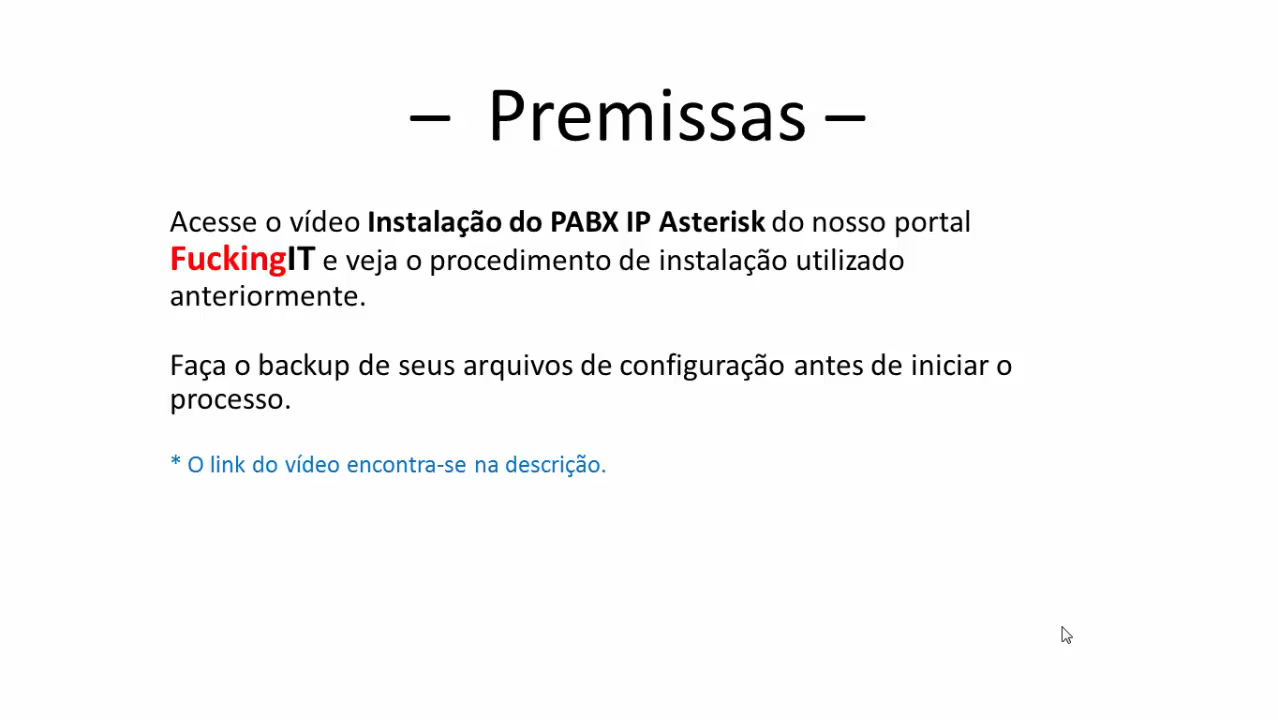 – Premissas –
Acesse o vídeo Instalação do PABX IP Asterisk do nosso portal
FuckingIT e veja o procedimento de instalação utilizado
anteriormente.
Faça o backup de seus arquivos de configuração antes de iniciar o
processo.
* O link do vídeo encontra-se na descrição.